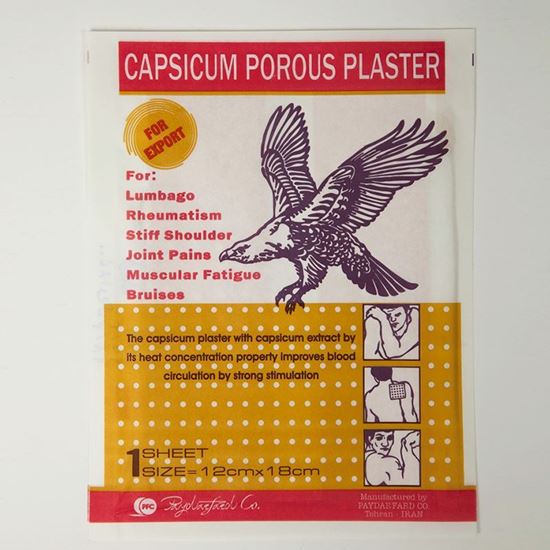 CAPSICUM POROUS PLASTER
FOR
EXPORT
For:
Lumbago
Rheumatism
Stiff Shoulder
Joint Pains
Muscular Fatigue
Bruises
The capsicum plaster with capsicum extract by
its heat concentration property improves blood
circulation by strong stimulation
1 SHEET
SIZE=12cm×18cm
PFC Paydarfard Co.
Manufactured by
PAYDARFARD CO.
Tehran - IRAN